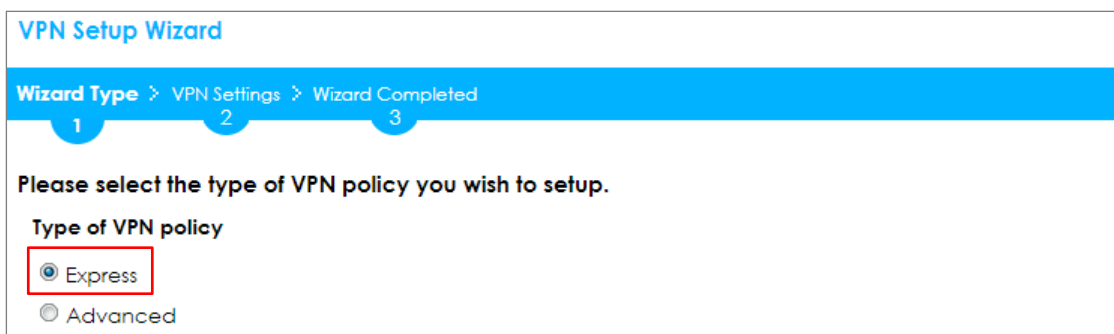 VPN Setup Wizard
Wizard Type > VPN Settings > Wizard Completed
1 2 3
Please select the type of VPN policy you wish to setup.
Type of VPN policy
Express
Advanced